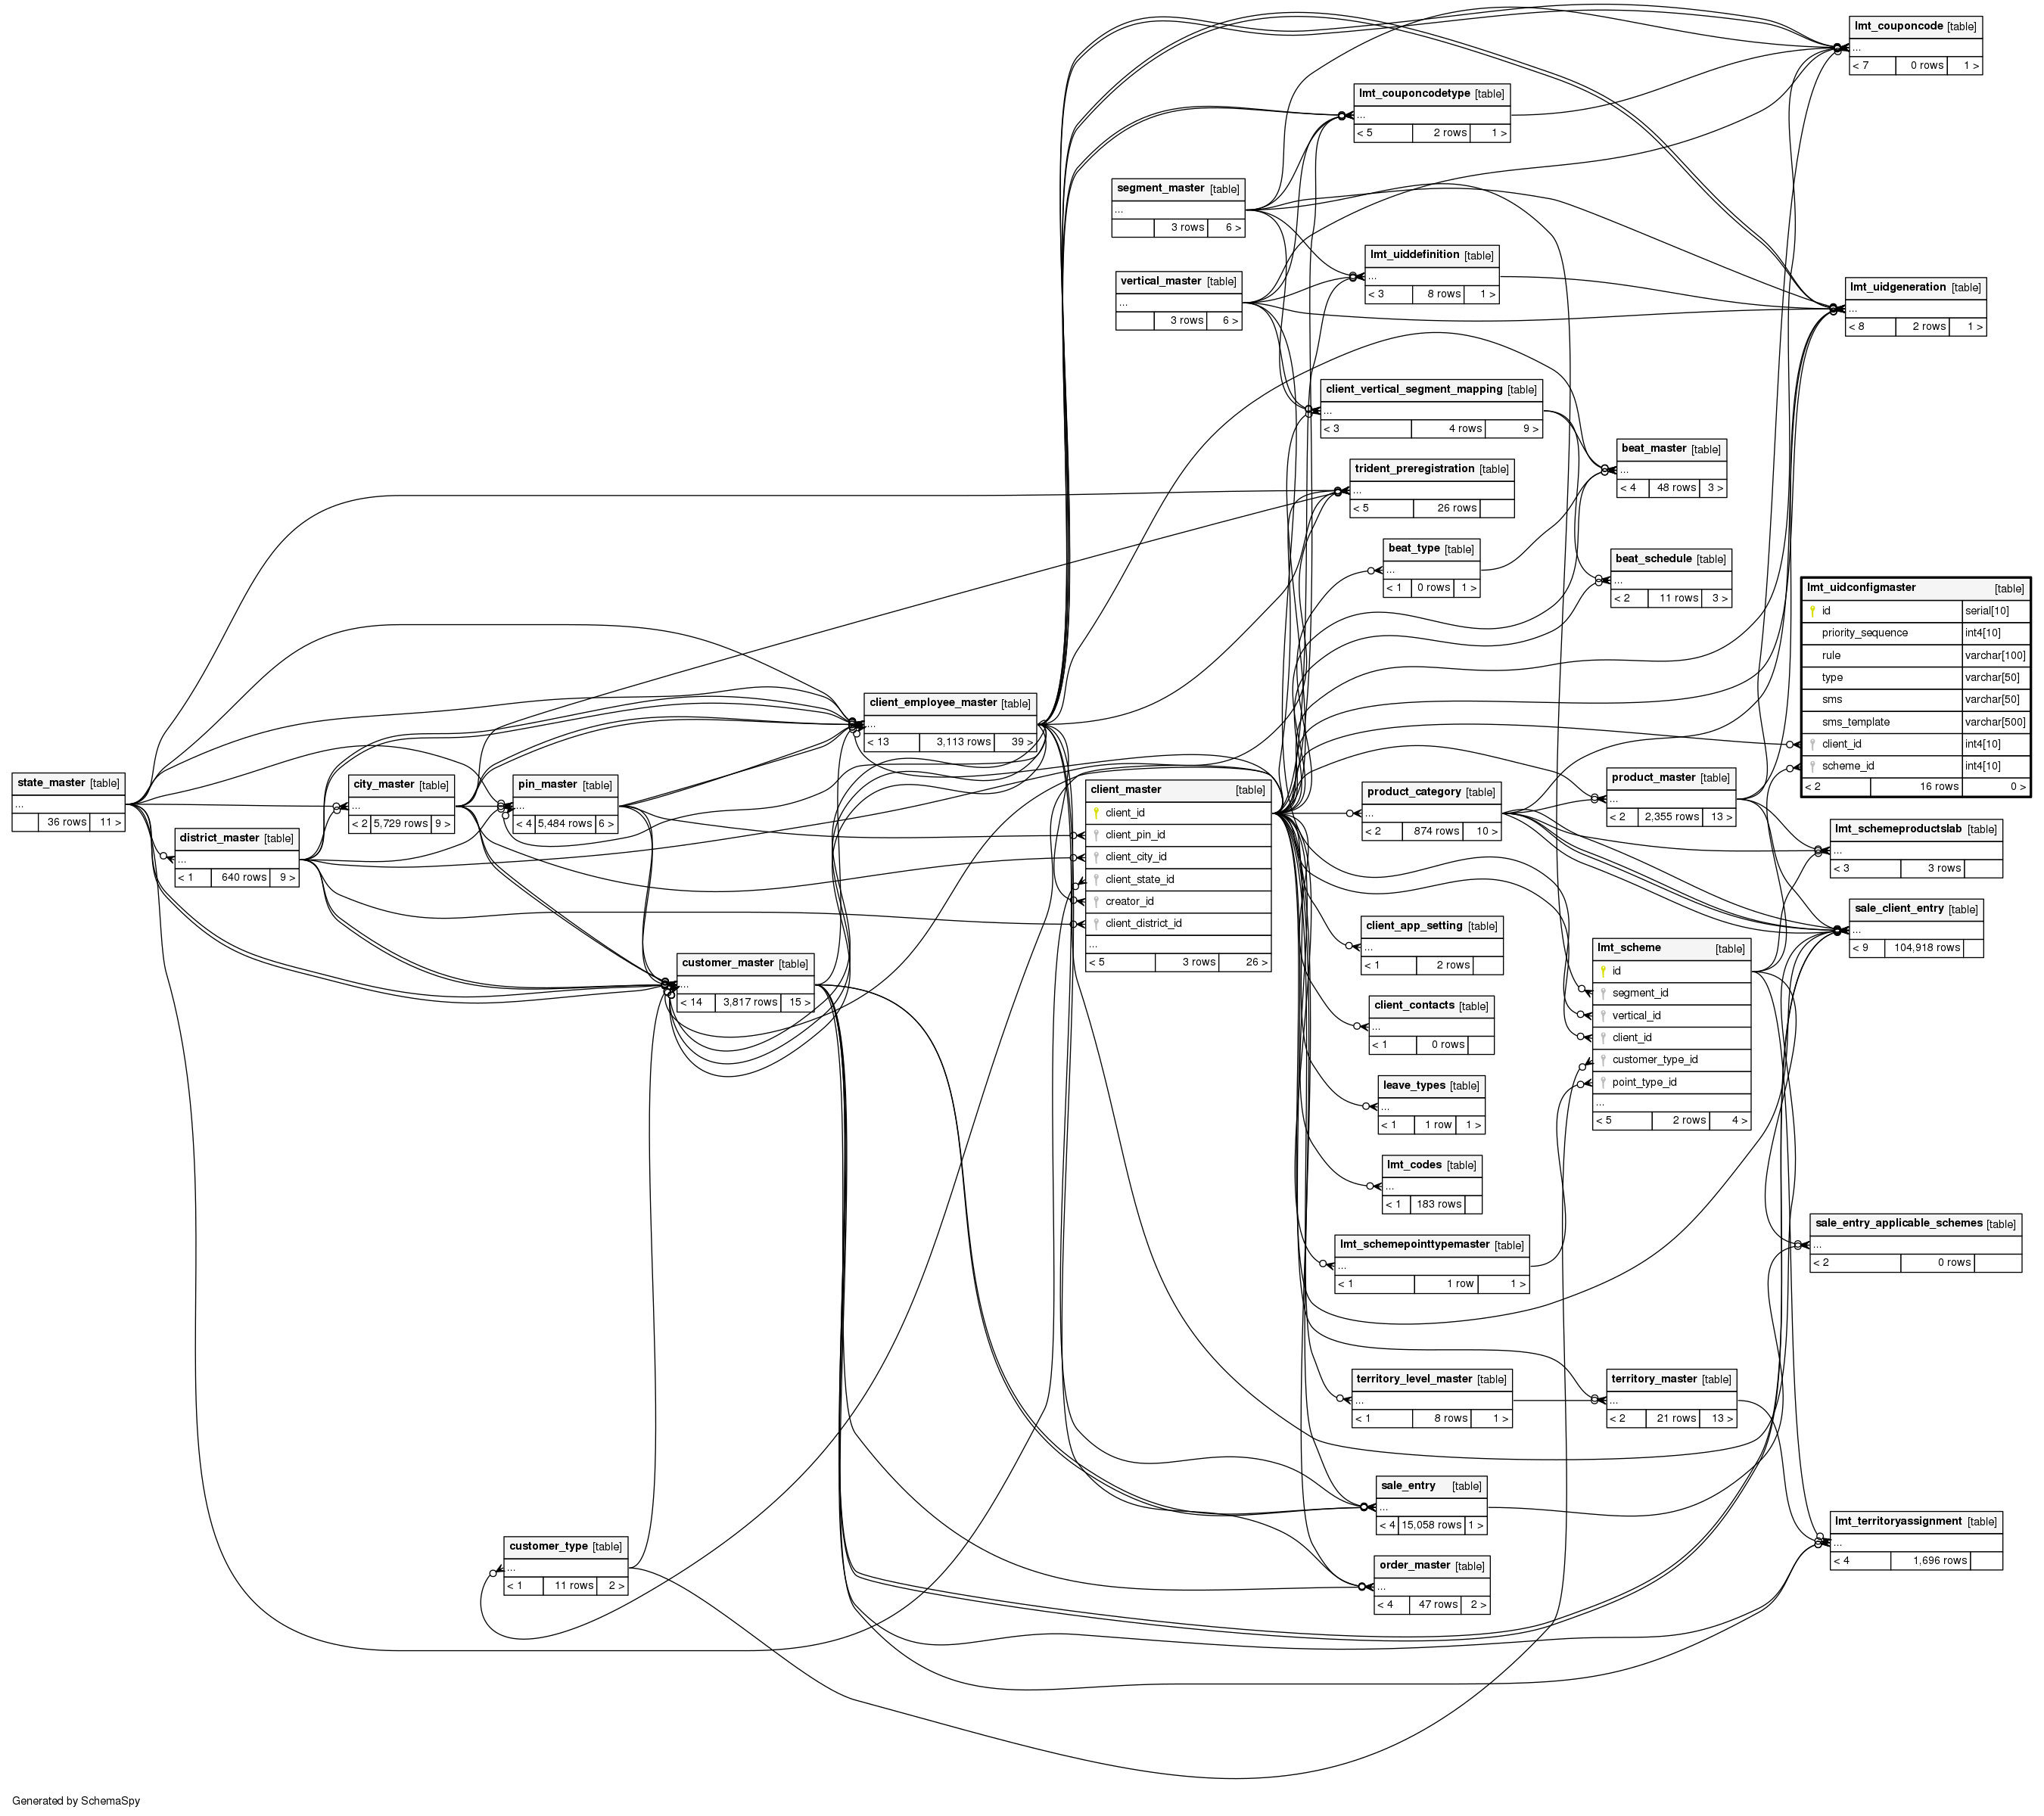 lmt_couponcode [table]
...
< 7 0 rows 1 >
lmt_couponcodetype [table]
...
< 5 2 rows 1 >
segment_master [table]
...
3 rows 6 >
lmt_uiddefinition [table]
...
< 3 8 rows 1 >
vertical_master [table]
...
3 rows 6 >
lmt_uidgeneration [table]
...
< 8 2 rows 1 >
client_vertical_segment_mapping [table]
...
< 3 4 rows 9 >
beat_master [table]
...
< 4 48 rows 3 >
trident_preregistration [table]
...
< 5 26 rows
beat_type [table]
...
< 1 0 rows 1 >
beat_schedule [table]
...
< 2 11 rows 3 >
lmt_uidconfigmaster [table]
id serial[10]
priority_sequence int4[10]
rule varchar[100]
type varchar[50]
sms varchar[50]
sms_template varchar[500]
client_id int4[10]
scheme_id int4[10]
< 2 16 rows 0 >
client_employee_master [table]
...
< 13 3,113 rows 39 >
state_master [table]
...
36 rows 11 >
city_master [table]
...
< 2 5,729 rows 9 >
pin_master [table]
...
< 4 5,484 rows 6 >
district_master [table]
...
< 1 640 rows 9 >
client_master [table]
client_id
client_pin_id
client_city_id
client_state_id
creator_id
client_district_id
...
< 5 3 rows 26 >
product_category [table]
...
< 2 874 rows 10 >
product_master [table]
...
< 2 2,355 rows 13 >
lmt_schemeproductslab [table]
...
< 3 3 rows
sale_client_entry [table]
...
< 9 104,918 rows
client_app_setting [table]
...
< 1 2 rows
lmt_scheme [table]
id
segment_id
vertical_id
client_id
customer_type_id
point_type_id
...
< 5 2 rows 4 >
customer_master [table]
...
< 14 3,817 rows 15 >
client_contacts [table]
...
< 1 0 rows
leave_types [table]
...
< 1 1 row 1 >
lmt_codes [table]
...
< 1 183 rows
lmt_schemepointtypemaster [table]
...
< 1 1 row 1 >
sale_entry_applicable_schemes [table]
...
< 2 0 rows
territory_level_master [table]
...
< 1 8 rows 1 >
territory_master [table]
...
< 2 21 rows 13 >
sale_entry [table]
...
< 4 15,058 rows 1 >
lmt_territoryassignment [table]
...
< 4 1,696 rows
customer_type [table]
...
< 1 11 rows 2 >
order_master [table]
...
< 4 47 rows 2 >
Generated by SchemaSpy